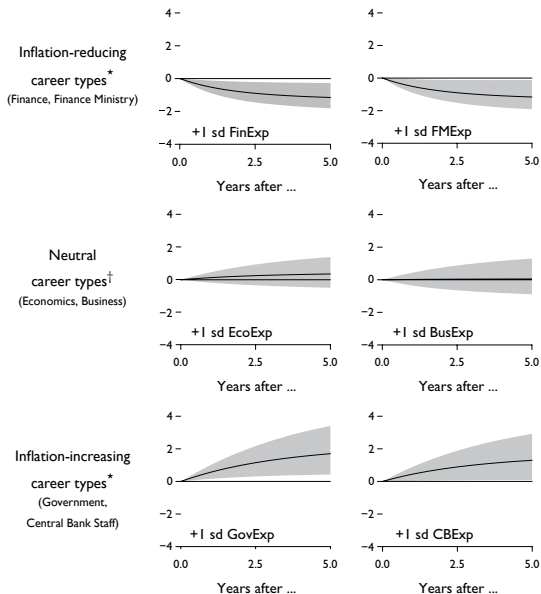 4 4
2 2
Inflation-reducing
0 0
career types*
(Finance, Finance Ministry)
−2 −2
+1 sd FinExp +1 sd FMExp
−4 −4
0.0 2.5 5.0 0.0 2.5 5.0
Years after ... Years after ...
4 4
2 2
Neutral
0 0
career types†
(Economics, Business)
−2 −2
+1 sd EcoExp +1 sd BusExp
−4 −4
0.0 2.5 5.0 0.0 2.5 5.0
Years after ... Years after ...
4 4
2 2
Inflation-increasing
0 0
career types*
(Government,
−2 −2
Central Bank Staff)
+1 sd GovExp +1 sd CBExp
−4 −4
0.0 2.5 5.0 0.0 2.5 5.0
Years after ... Years after ...